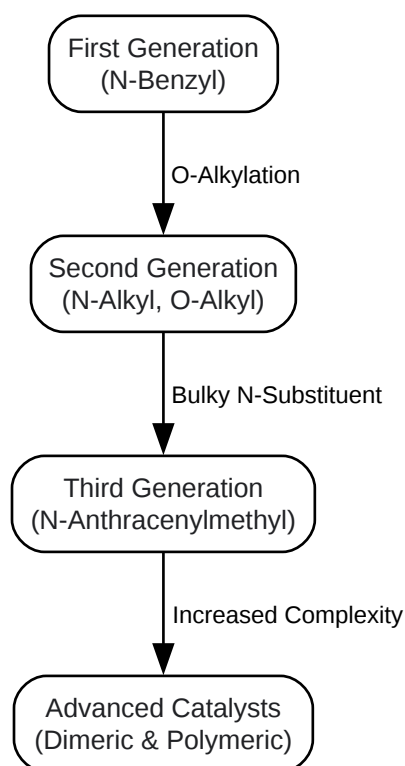 First Generation
(N-Benzyl)
O-Alkylation
Second Generation
(N-Alkyl, O-Alkyl)
Bulky N-Substituent
Third Generation
(N-Anthracenylmethyl)
Increased Complexity
Advanced Catalysts
(Dimeric & Polymeric)